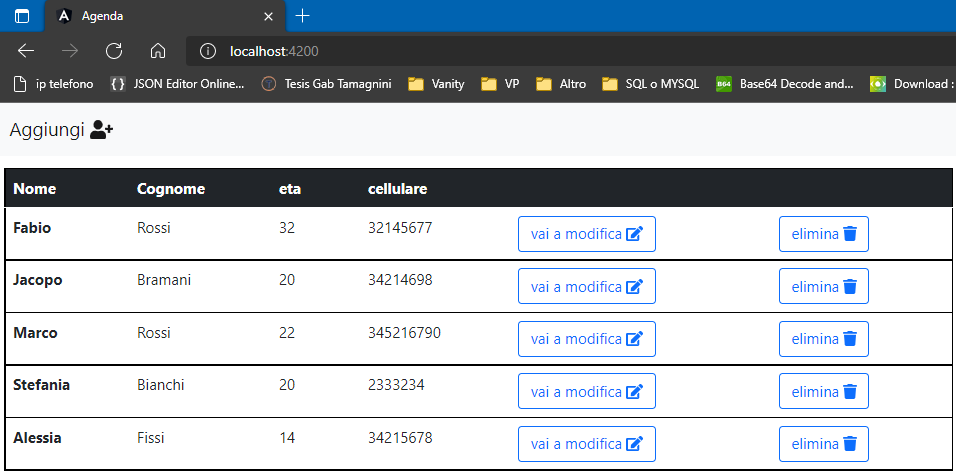 Agenda
localhost:4200
ip telefono JSON Editor Online... Tesis Gab Tamagnini Vanity VP Altro SQL o MYSQL B64 Base64 Decode and... Download :
Aggiungi
Nome Cognome eta cellulare
Fabio Rossi 32 32145677 vai a modifica elimina
Jacopo Bramani 20 34214698 vai a modifica elimina
Marco Rossi 22 345216790 vai a modifica elimina
Stefania Bianchi 20 2333234 vai a modifica elimina
Alessia Fissi 14 34215678 vai a modifica elimina